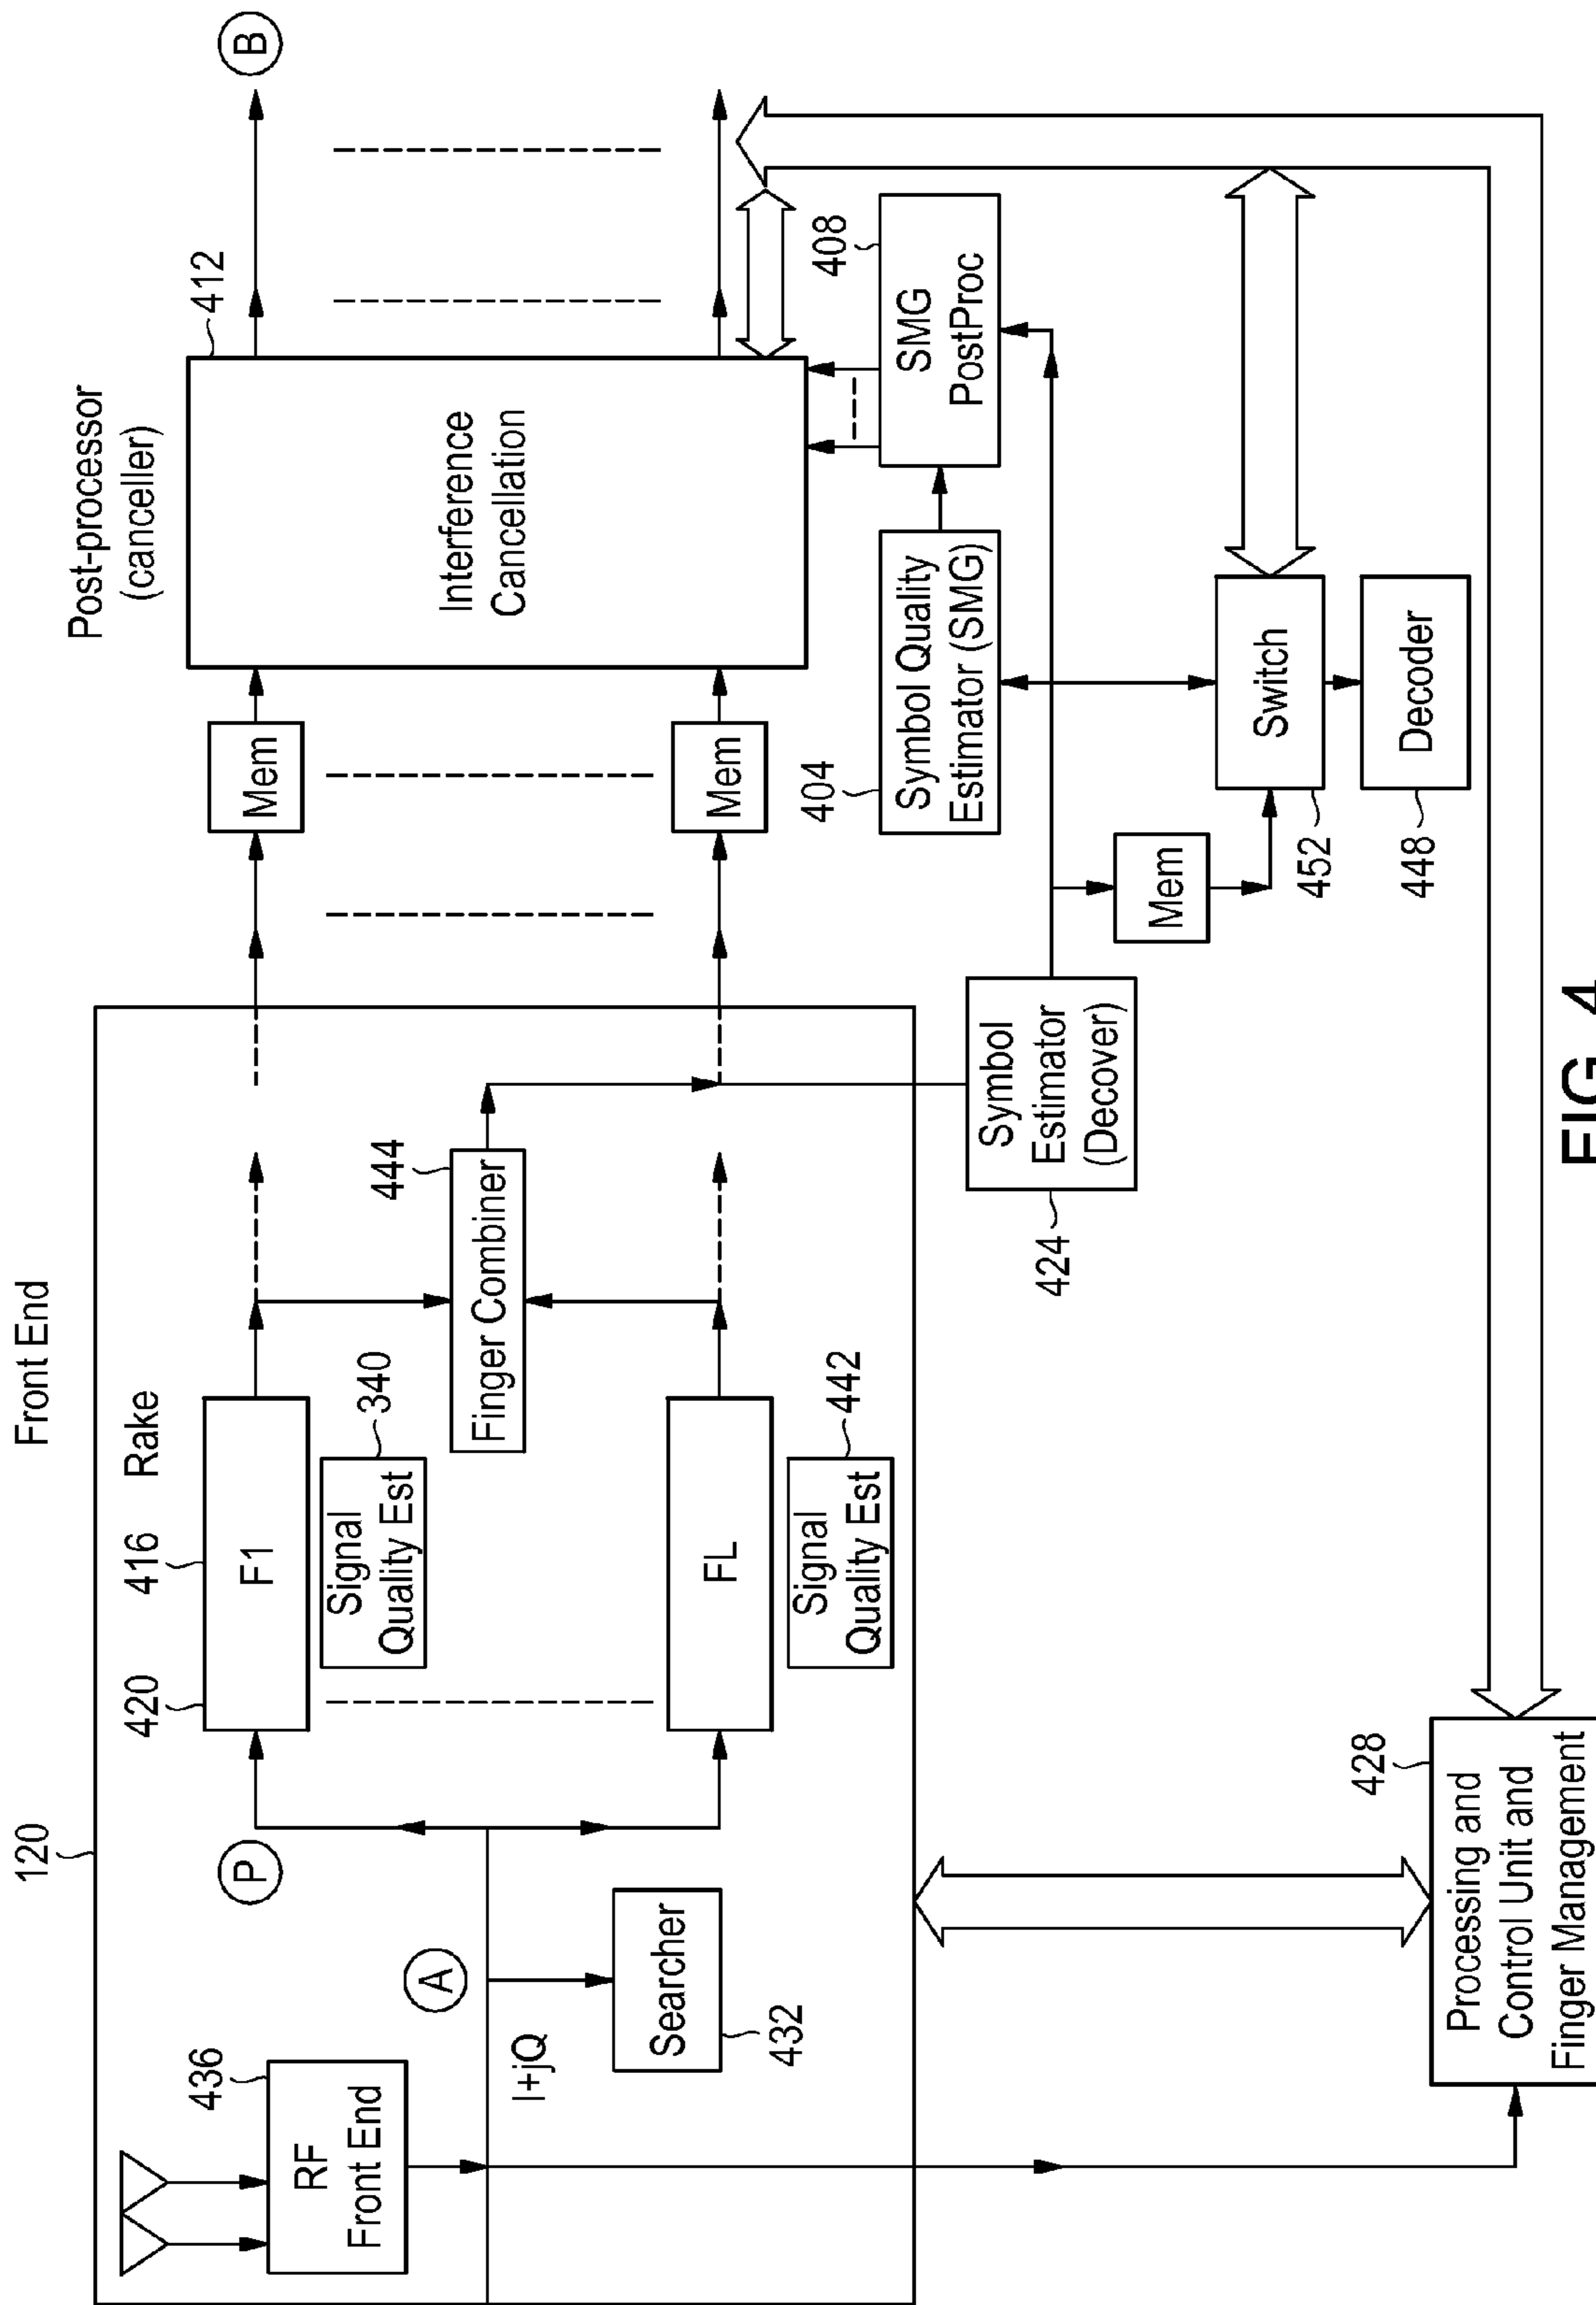 Front End
120
436
RF
Front End
I+jQ
A
Searcher
432
P
420
416
Rake
F1
Signal
Quality Est
340
FL
Signal
Quality Est
442
444
Finger Combiner
Symbol
Estimator
(Decover)
424
Mem
Mem
Post-processor
(canceller)
412
Interference
Cancellation
B
404
Symbol Quality
Estimator (SMG)
408
SMG
PostProc
Mem
Switch
452
Decoder
448
428
Processing and
Control Unit and
Finger Management
FIG. 4